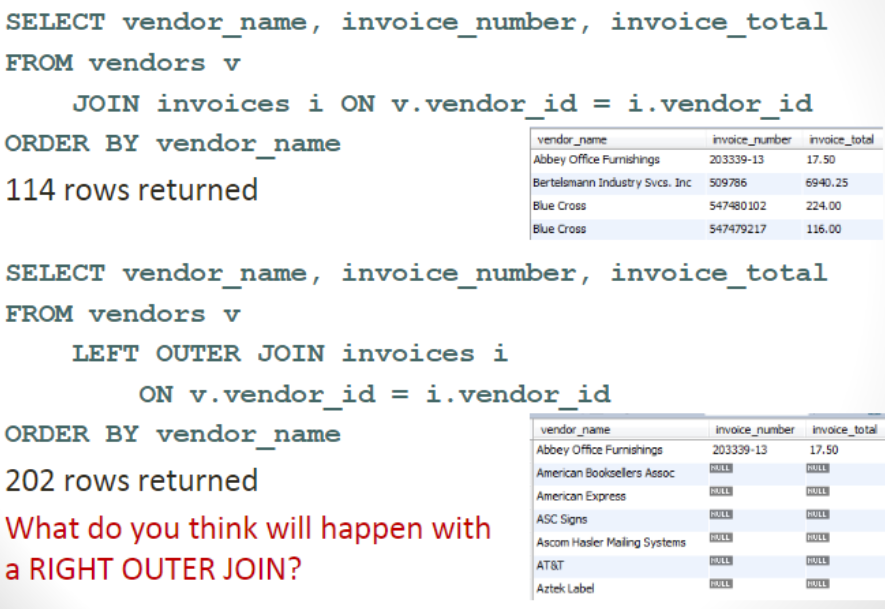 SELECT vendor_name, invoice_number, invoice_total
FROM vendors v
JOIN invoices i ON v.vendor_id = i.vendor_id
ORDER BY vendor_name
114 rows returned
vendor_name invoice_number invoice_total
Abbey Office Furnishings 203339-13 17.50
Bertelsmann Industry Svcs. Inc 509786 6940.25
Blue Cross 547480102 224.00
Blue Cross 547479217 116.00
SELECT vendor_name, invoice_number, invoice_total
FROM vendors v
LEFT OUTER JOIN invoices i
ON v.vendor_id = i.vendor_id
ORDER BY vendor_name
202 rows returned
What do you think will happen with
a RIGHT OUTER JOIN?
vendor_name invoice_number invoice_total
Abbey Office Furnishings 203339-13 17.50
American Booksellers Assoc NULL NULL
American Express NULL NULL
ASC Signs NULL NULL
Ascom Hasler Mailing Systems NULL NULL
AT&T NULL NULL
Aztek Label NULL NULL